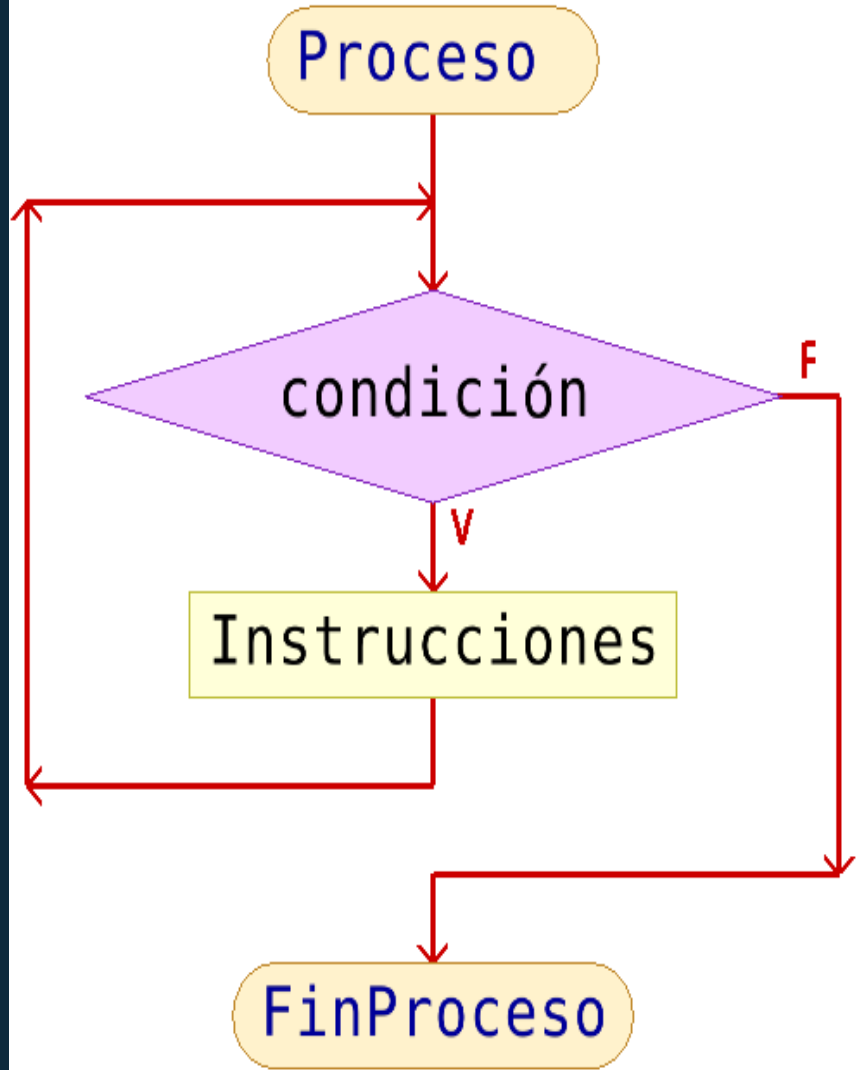 Proceso
condición
F
V
Instrucciones
FinProceso